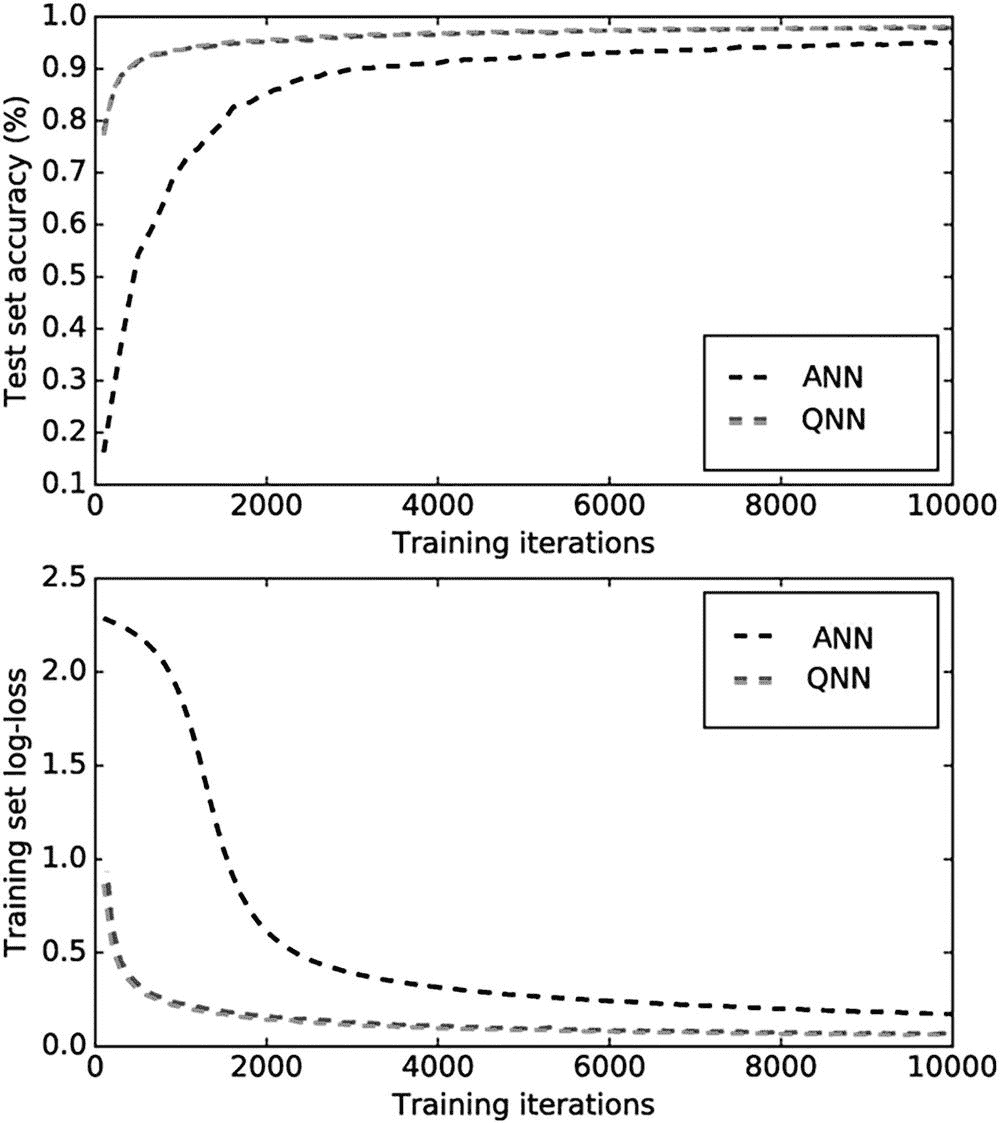 1.0
0.9
0.8
0.7
0.6
0.5
0.4
0.3
0.2
0.1
Test set accuracy (%)
ANN
QNN
0 2000 4000 6000 8000 10000
Training iterations
2.5
2.0
1.5
1.0
0.5
0.0
Training set log-loss
ANN
QNN
0 2000 4000 6000 8000 10000
Training iterations